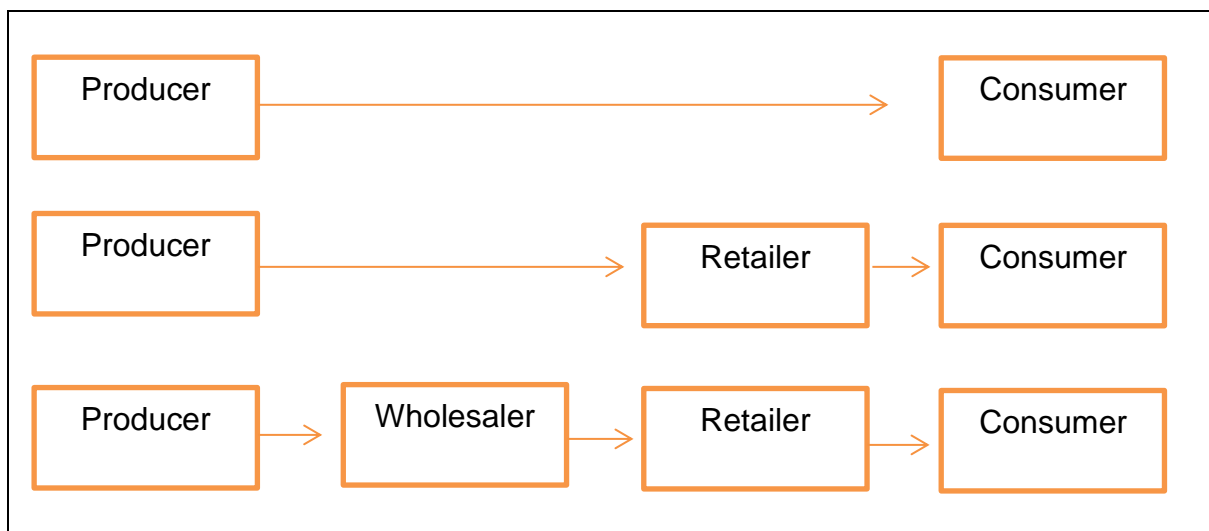 Producer
Consumer
Producer
Retailer
Consumer
Producer
Wholesaler
Retailer
Consumer